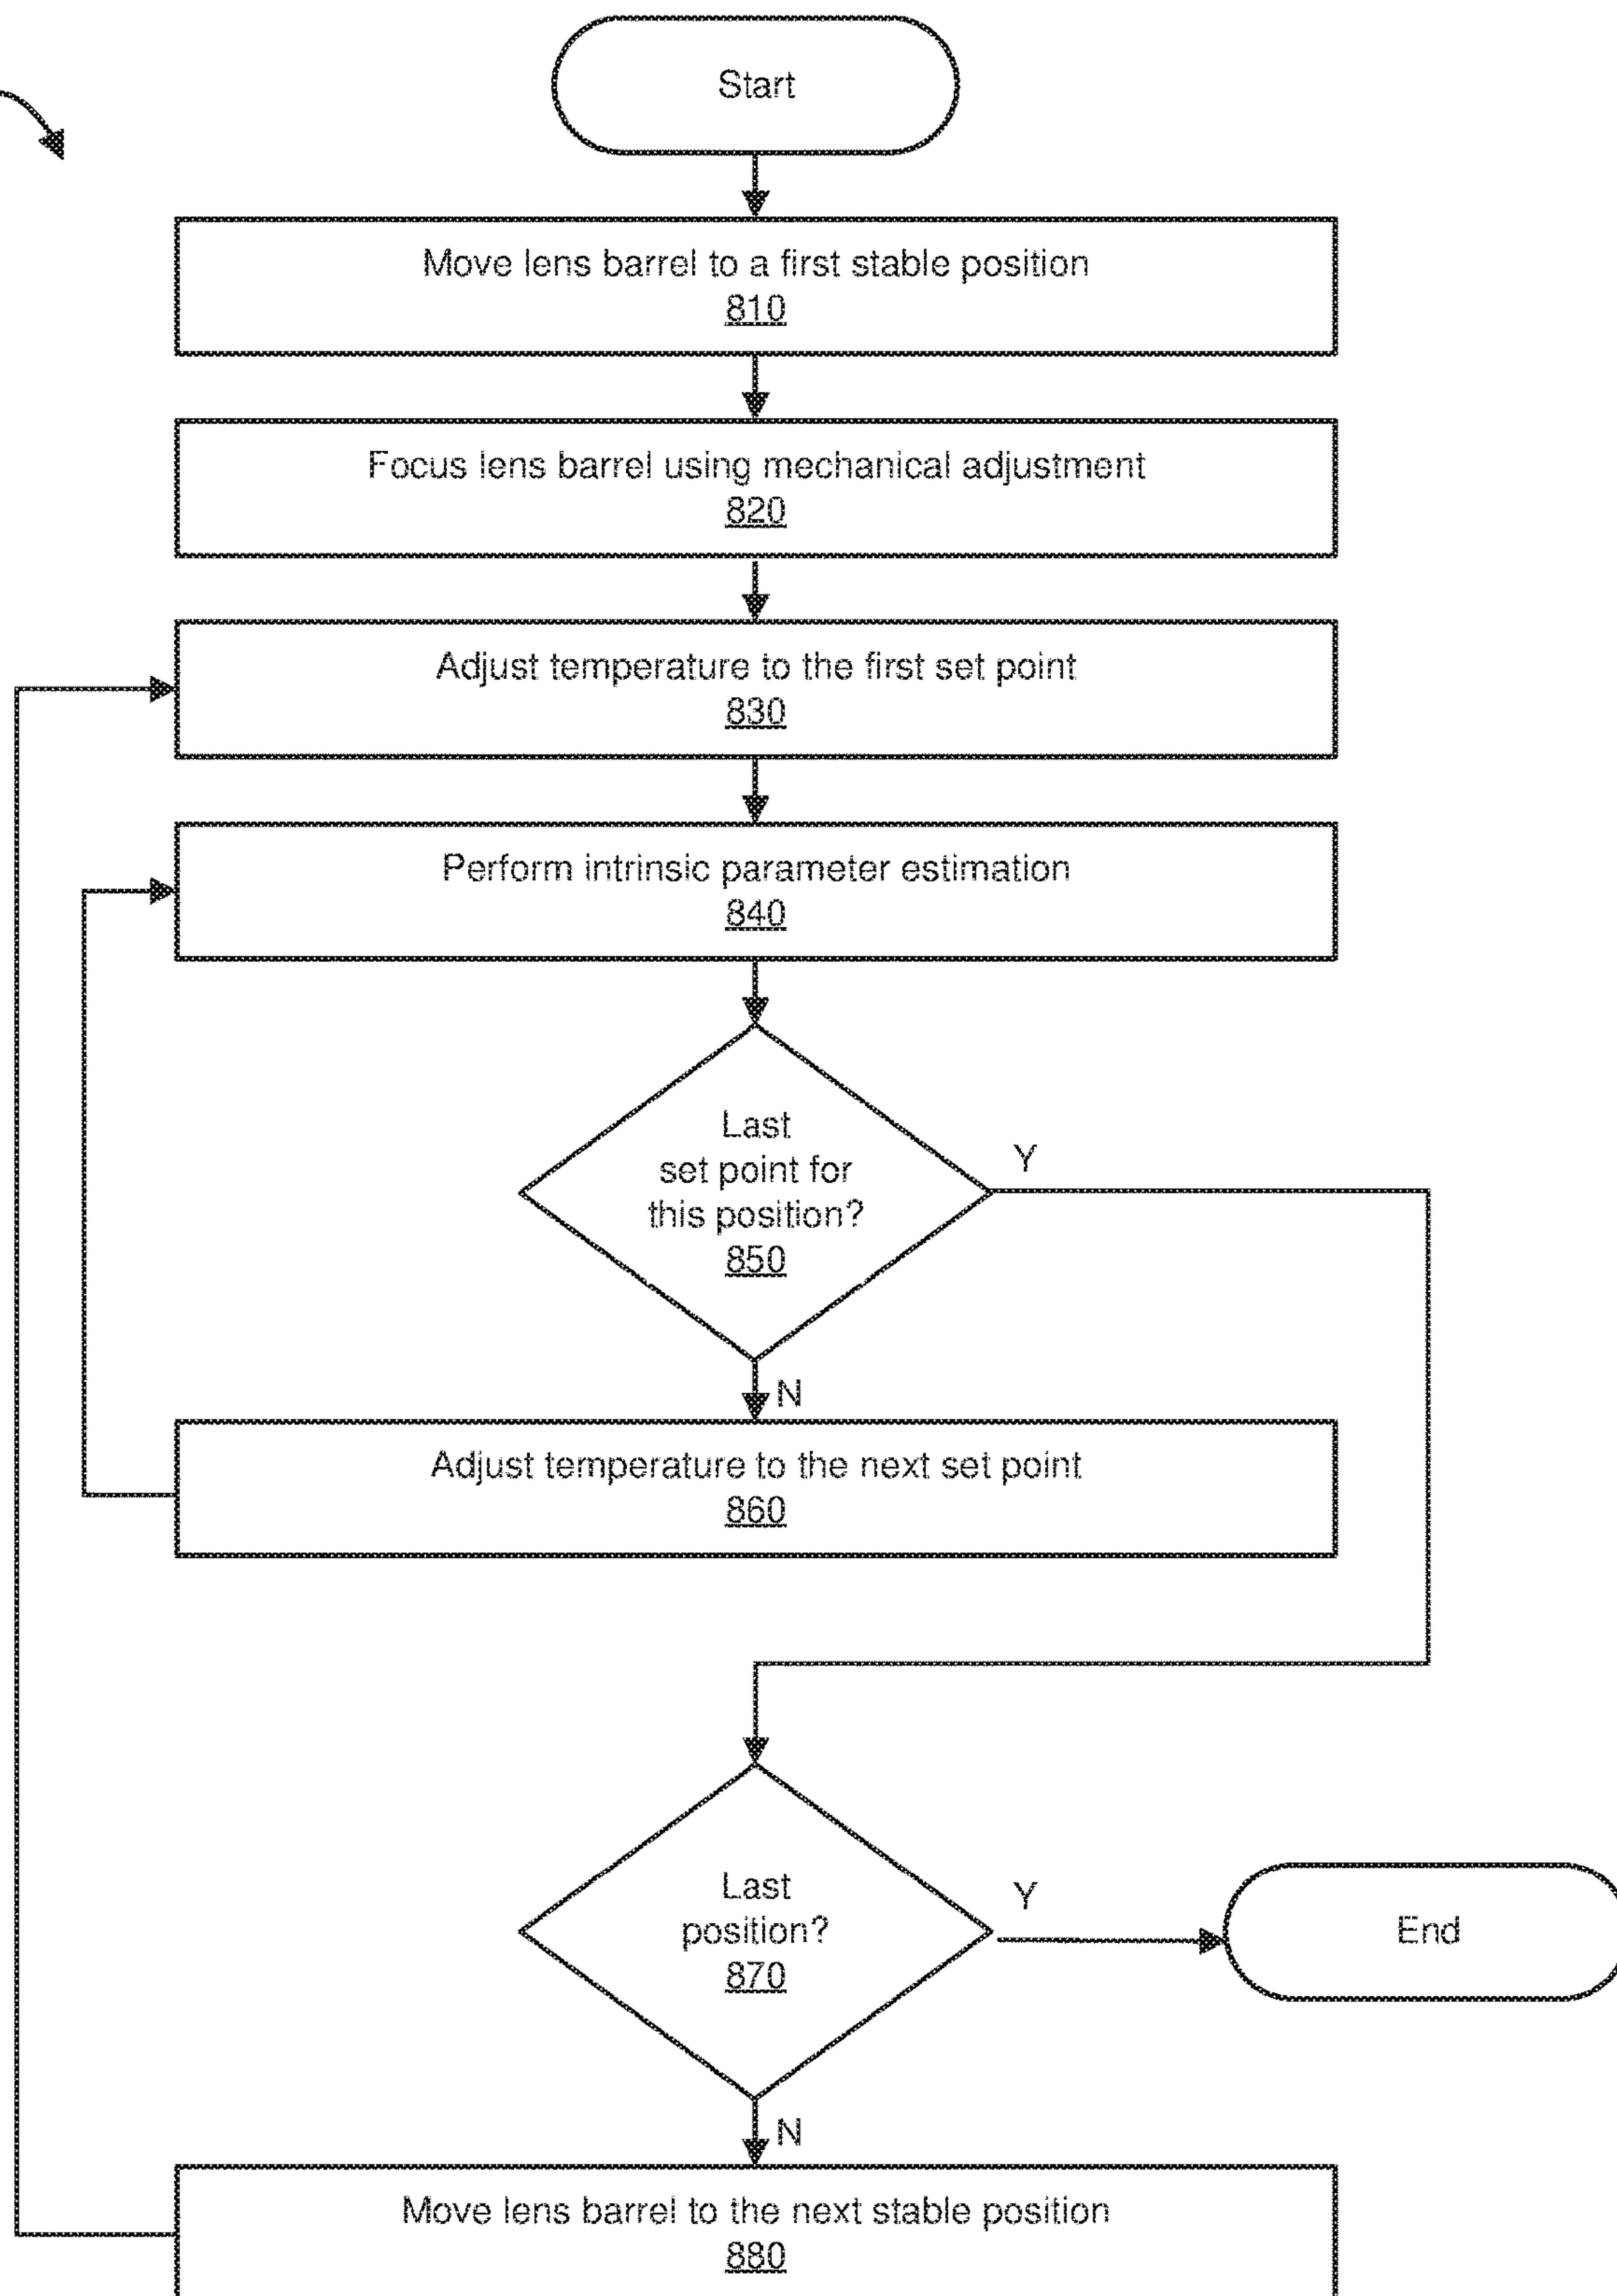 Start
Move lens barrel to a first stable position
810
Focus lens barrel using mechanical adjustment
820
Adjust temperature to the first set point
830
Perform intrinsic parameter estimation
840
Last
set point for
this position?
850
Y
N
Adjust temperature to the next set point
860
Last
position?
870
Y
End
N
Move lens barrel to the next stable position
880